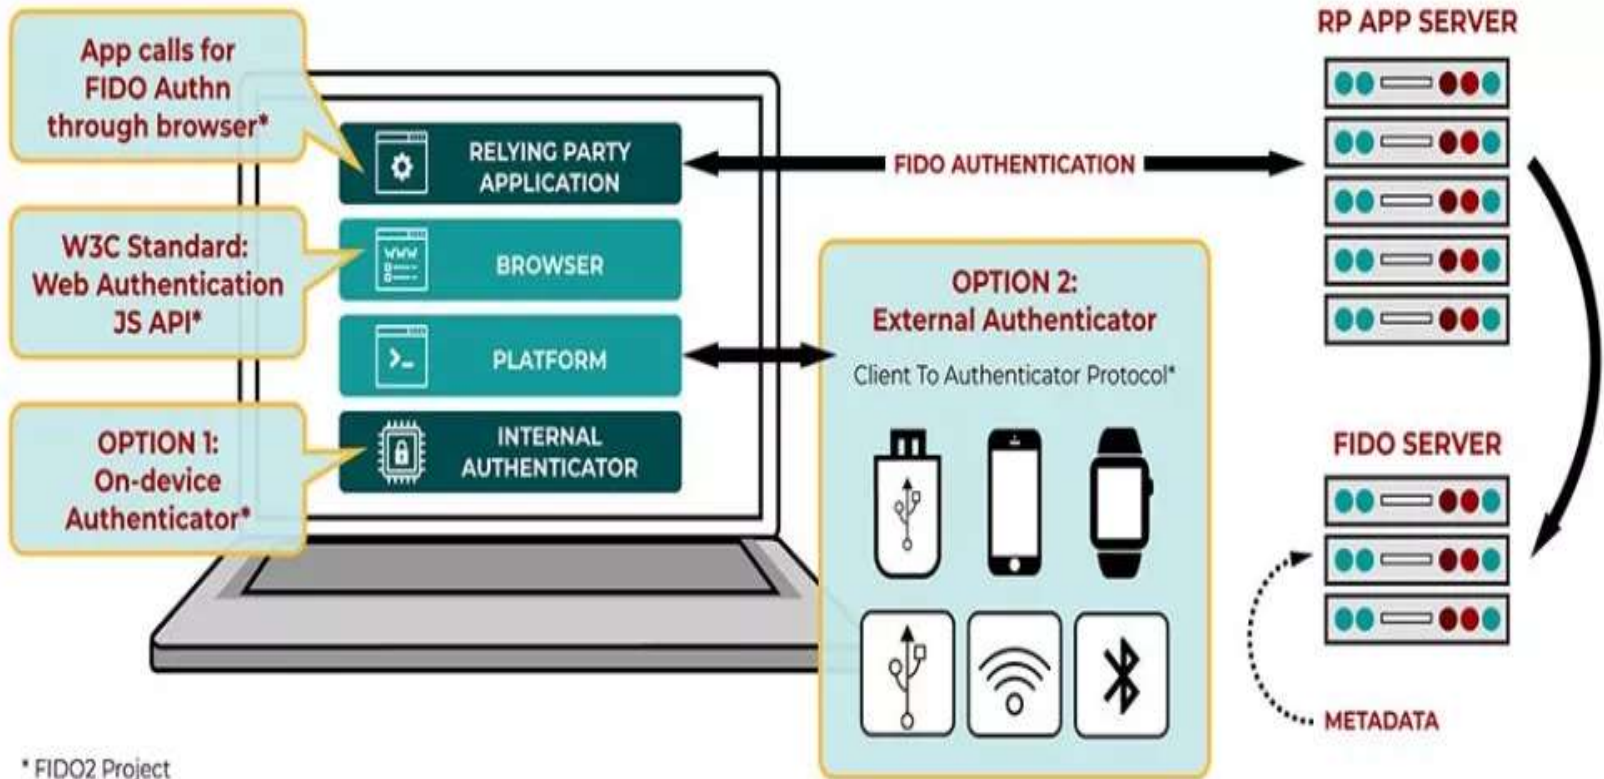 App calls for
FIDO Authn
through browser*
W3C Standard:
Web Authentication
JS API*
OPTION 1:
On-device
Authenticator*
RELYING PARTY
APPLICATION
WWW
BROWSER
PLATFORM
INTERNAL
AUTHENTICATOR
FIDO AUTHENTICATION
OPTION 2:
External Authenticator
Client To Authenticator Protocol*
RP APP SERVER
FIDO SERVER
METADATA
* FIDO2 Project